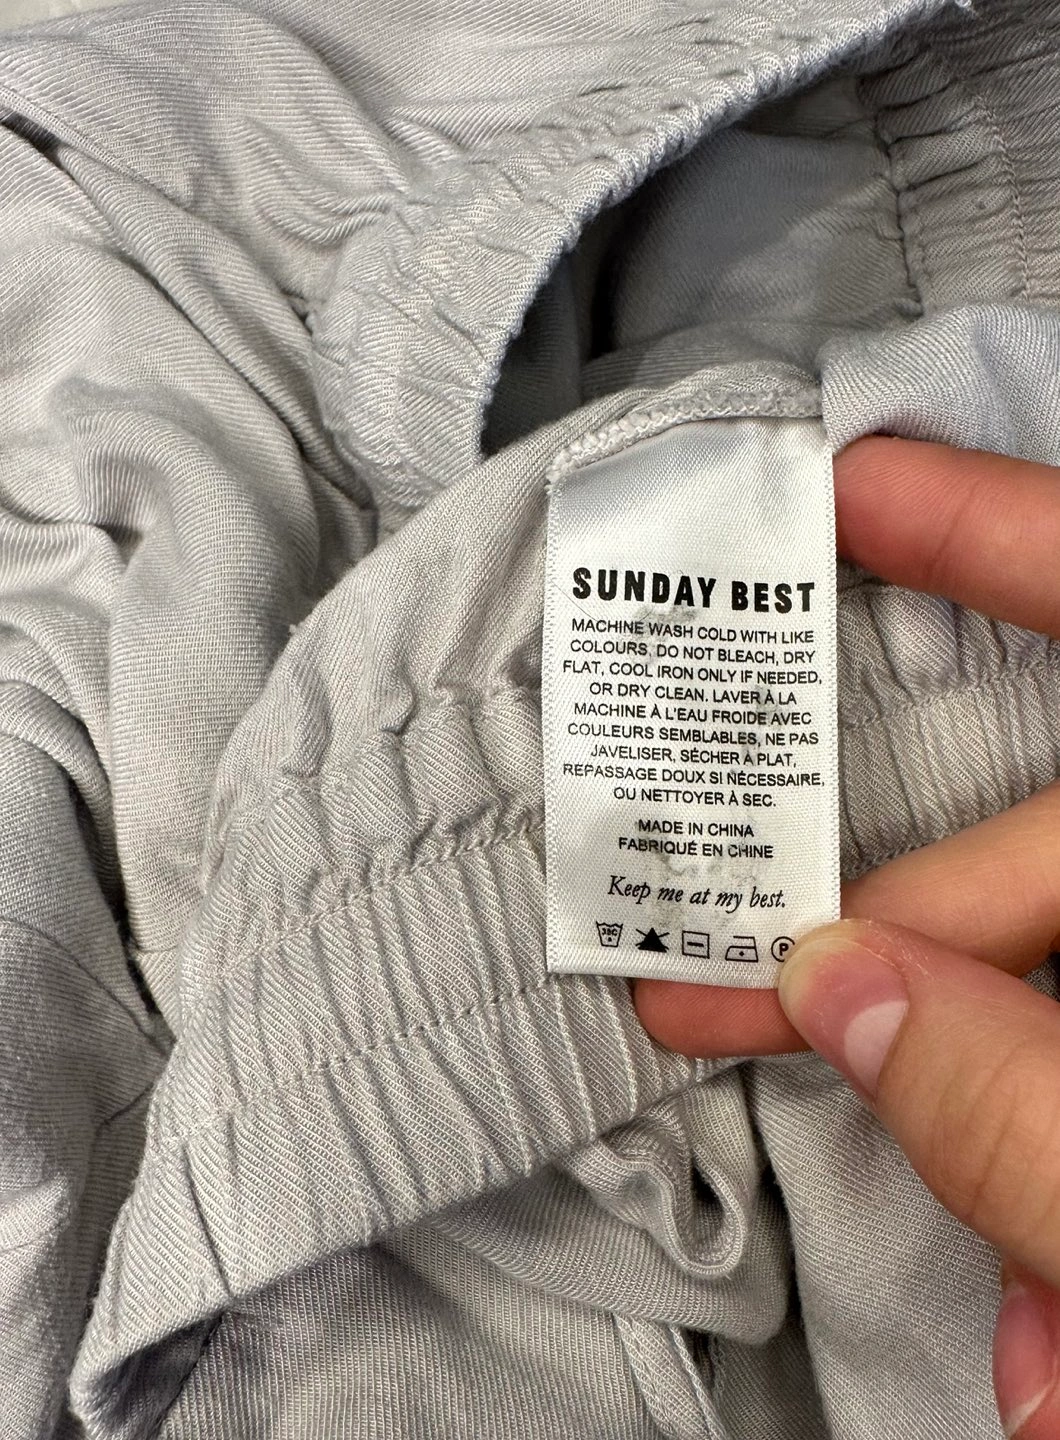 SUNDAY BEST
MACHINE WASH COLD WITH LIKE
COLOURS, DO NOT BLEACH, DRY
FLAT, COOL IRON ONLY IF NEEDED,
OR DRY CLEAN. LAVER À LA
MACHINE À L'EAU FROIDE AVEC
COULEURS SEMBLABLES, NE PAS
JAVELISER, SÉCHER À PLAT,
REPASSAGE DOUX SI NÉCESSAIRE,
OU NETTOYER À SEC.
MADE IN CHINA
FABRIQUÉ EN CHINE
Keep me at my best.
30C P